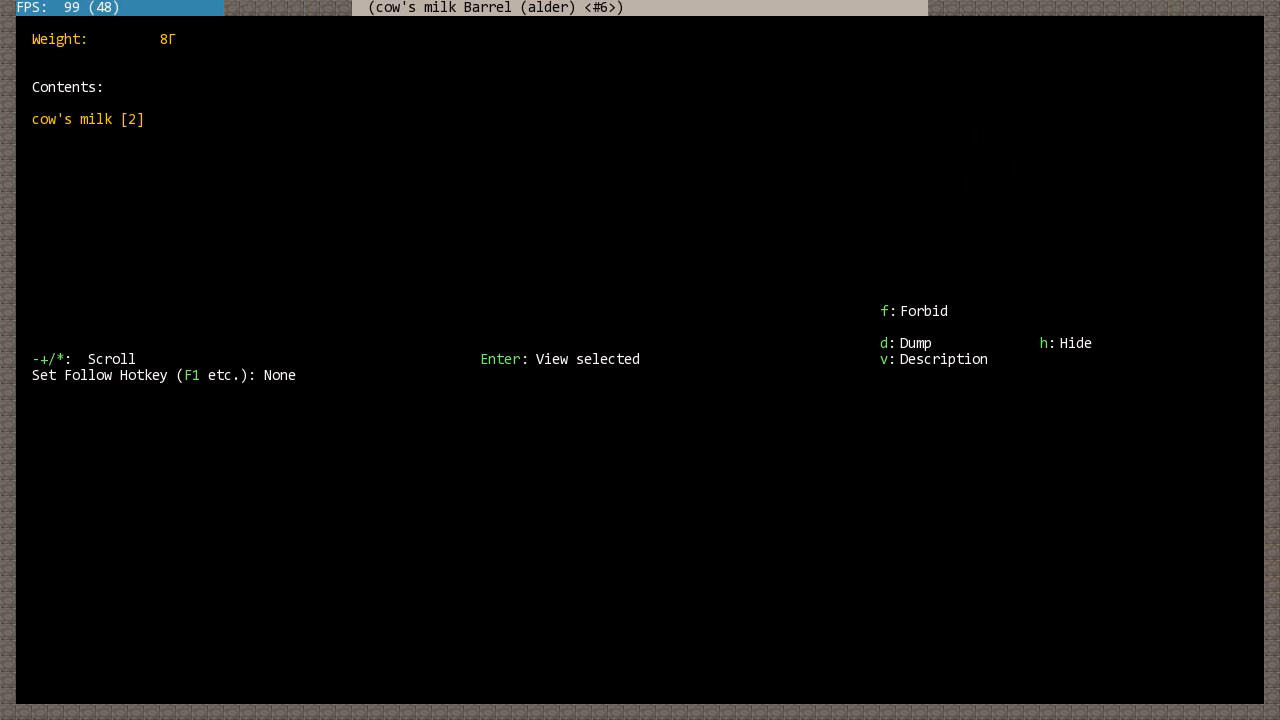 FPS:  99 (48)
(cow's milk Barrel (alder) <#6>)
Weight: 8Γ
Contents:
cow's milk [2]
f: Forbid
d: Dump h: Hide
-+/*: Scroll Enter: View selected v: Description
Set Follow Hotkey (F1 etc.): None